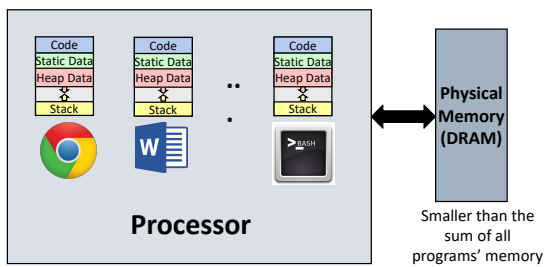 Code
Static Data
Heap Data
Stack
Code
Static Data
Heap Data
Stack
..
.
Code
Static Data
Heap Data
Stack
W
>_BASH
Processor
Physical
Memory
(DRAM)
Smaller than the
sum of all
programs' memory